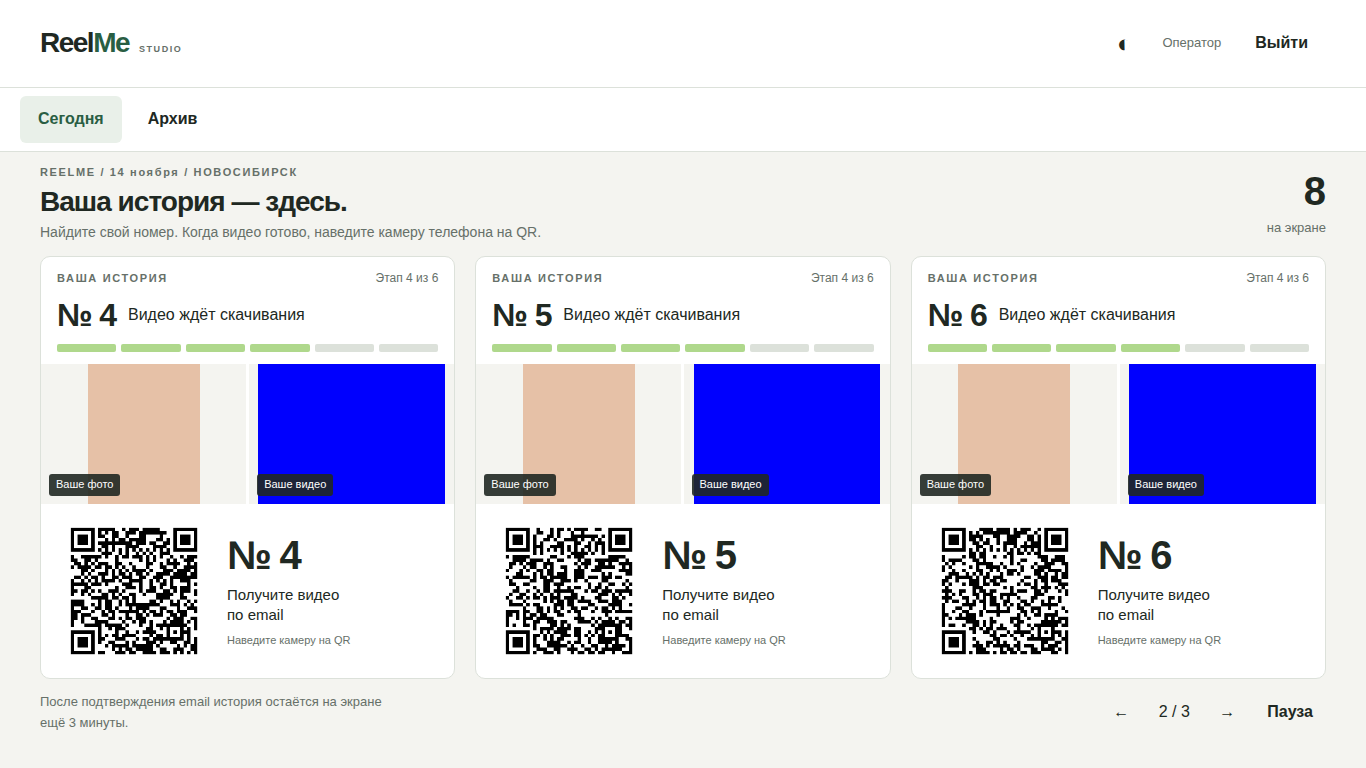 ReelMe STUDIO
Оператор
Выйти
Сегодня
Архив
REELME / 14 ноября / НОВОСИБИРСК
Ваша история — здесь.
Найдите свой номер. Когда видео готово, наведите камеру телефона на QR.
8
на экране
ВАША ИСТОРИЯ
Этап 4 из 6
№ 4 Видео ждёт скачивания
Ваше фото
Ваше видео
№ 4
Получите видео
по email
Наведите камеру на QR
ВАША ИСТОРИЯ
Этап 4 из 6
№ 5 Видео ждёт скачивания
Ваше фото
Ваше видео
№ 5
Получите видео
по email
Наведите камеру на QR
ВАША ИСТОРИЯ
Этап 4 из 6
№ 6 Видео ждёт скачивания
Ваше фото
Ваше видео
№ 6
Получите видео
по email
Наведите камеру на QR
После подтверждения email история остаётся на экране
ещё 3 минуты.
← 2 / 3 → Пауза